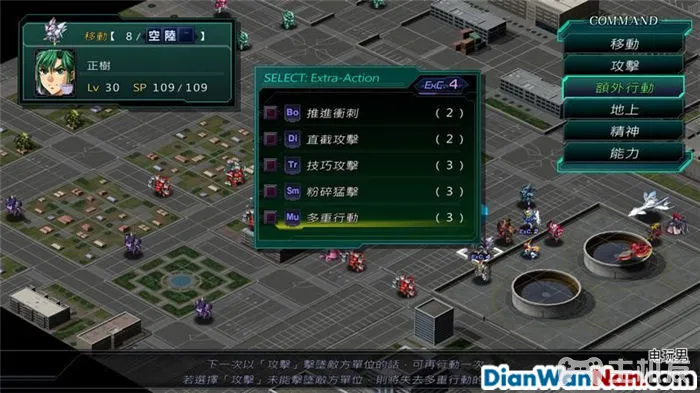 移動【 8/空陸 】
正樹
Lv 30 SP 109/109
SELECT: Extra-Action
ExC. 4
Bo 推進衝刺 ( 2 )
Di 直截攻擊 ( 2 )
Tr 技巧攻擊 ( 3 )
Sm 粉碎猛擊 ( 3 )
Mu 多重行動 ( 3 )
COMMAND
移動
攻擊
額外行動
地上
精神
能力
ExC. 2
下一次以「攻擊」擊墜敵方單位的話，可再行動一次
若選擇「攻擊」未能擊墜敵方單位，則將失去多重行動的
电玩男
DianWanNan.com